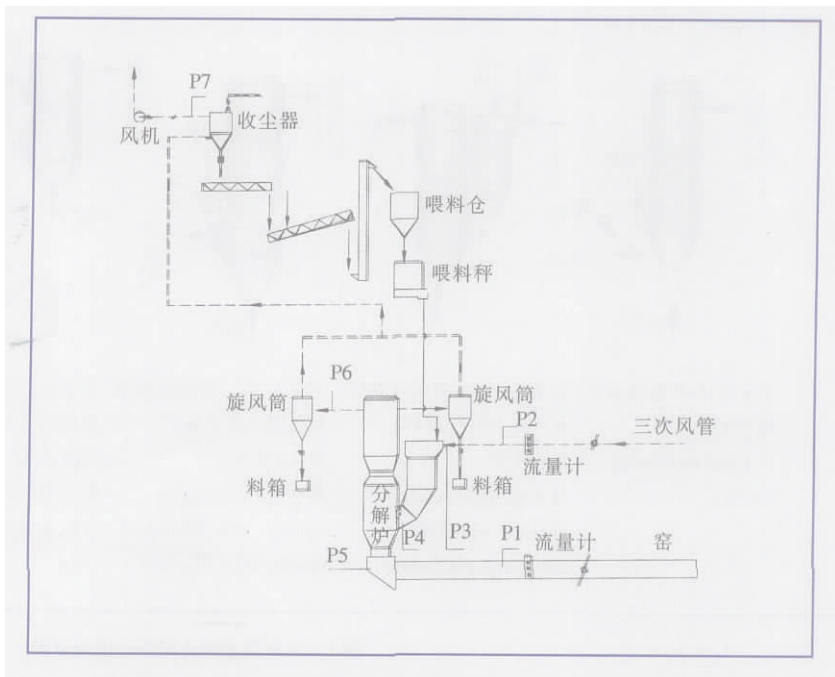 P7
收尘器
风机
喂料仓
喂料秤
P6
旋风筒
旋风筒
P2
三次风管
流量计
料箱
料箱
分解炉
P4
P3
P1
流量计
窑
P5